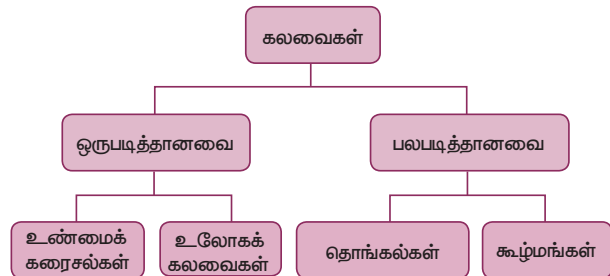 கலவைகள்
ஒருபடித்தானவை
பலபடித்தானவை
உண்மைக்
கரைசல்கள்
உலோகக்
கலவைகள்
தொங்கல்கள்
கூழ்மங்கள்